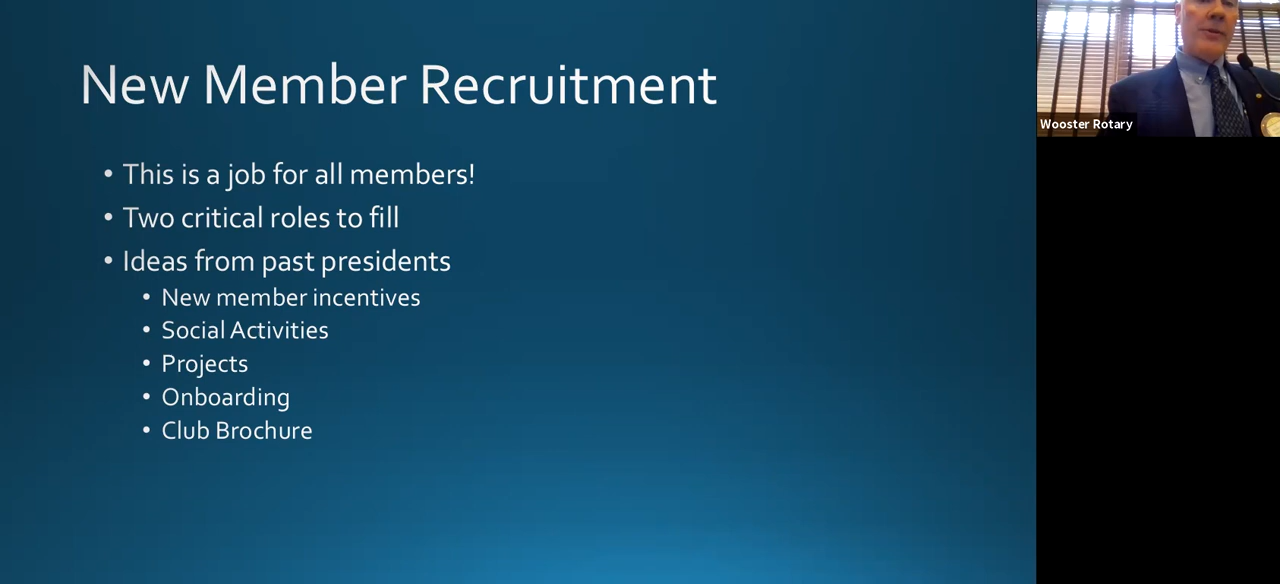 New Member Recruitment
• This is a job for all members!
• Two critical roles to fill
• Ideas from past presidents
• New member incentives
• Social Activities
• Projects
• Onboarding
• Club Brochure
Wooster Rotary